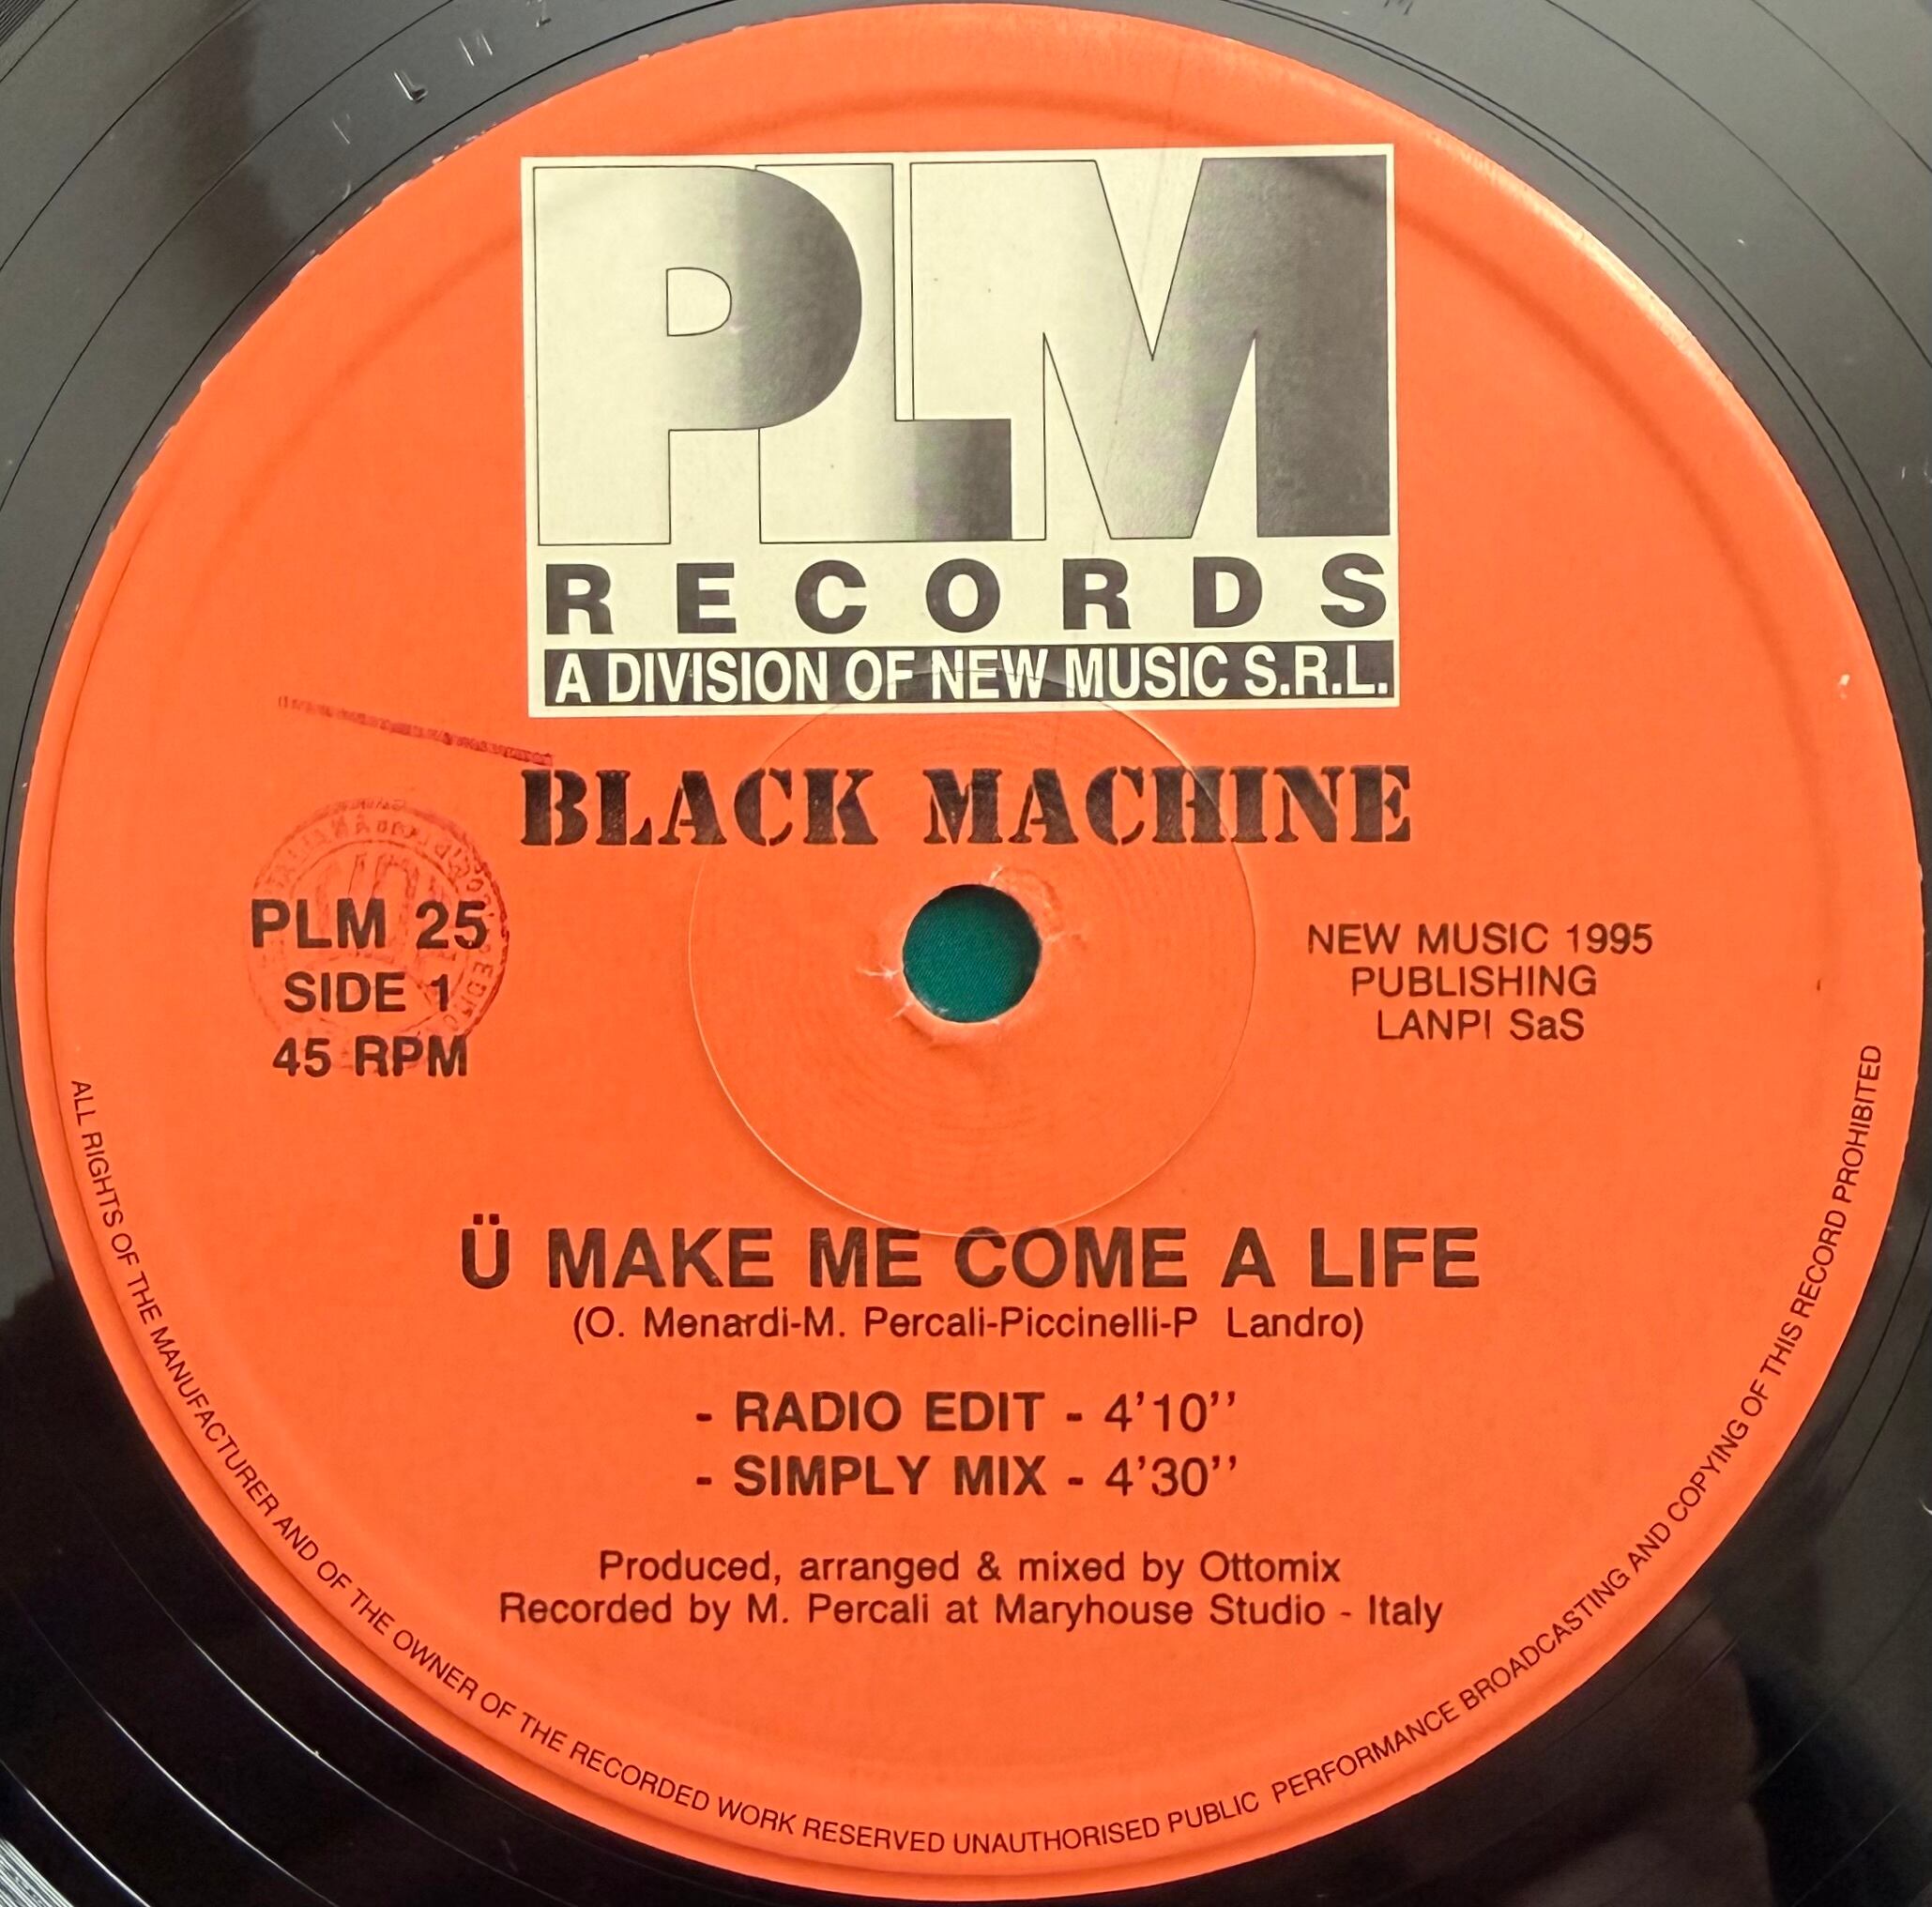 PLM
RECORDS
A DIVISION OF NEW MUSIC S.R.L.
BLACK MACHINE
PLM 25
SIDE 1
45 RPM
NEW MUSIC 1995
PUBLISHING
LANPI SaS
Ü MAKE ME COME A LIFE
(O. Menardi-M. Percali-Piccinelli-P Landro)
- RADIO EDIT - 4'10''
- SIMPLY MIX - 4'30''
Produced, arranged & mixed by Ottomix
Recorded by M. Percali at Maryhouse Studio - Italy
ALL RIGHTS OF THE MANUFACTURER AND OF THE OWNER OF THE RECORDED WORK RESERVED UNAUTHORISED PUBLIC PERFORMANCE BROADCASTING AND COPYING OF THIS RECORD PROHIBITED